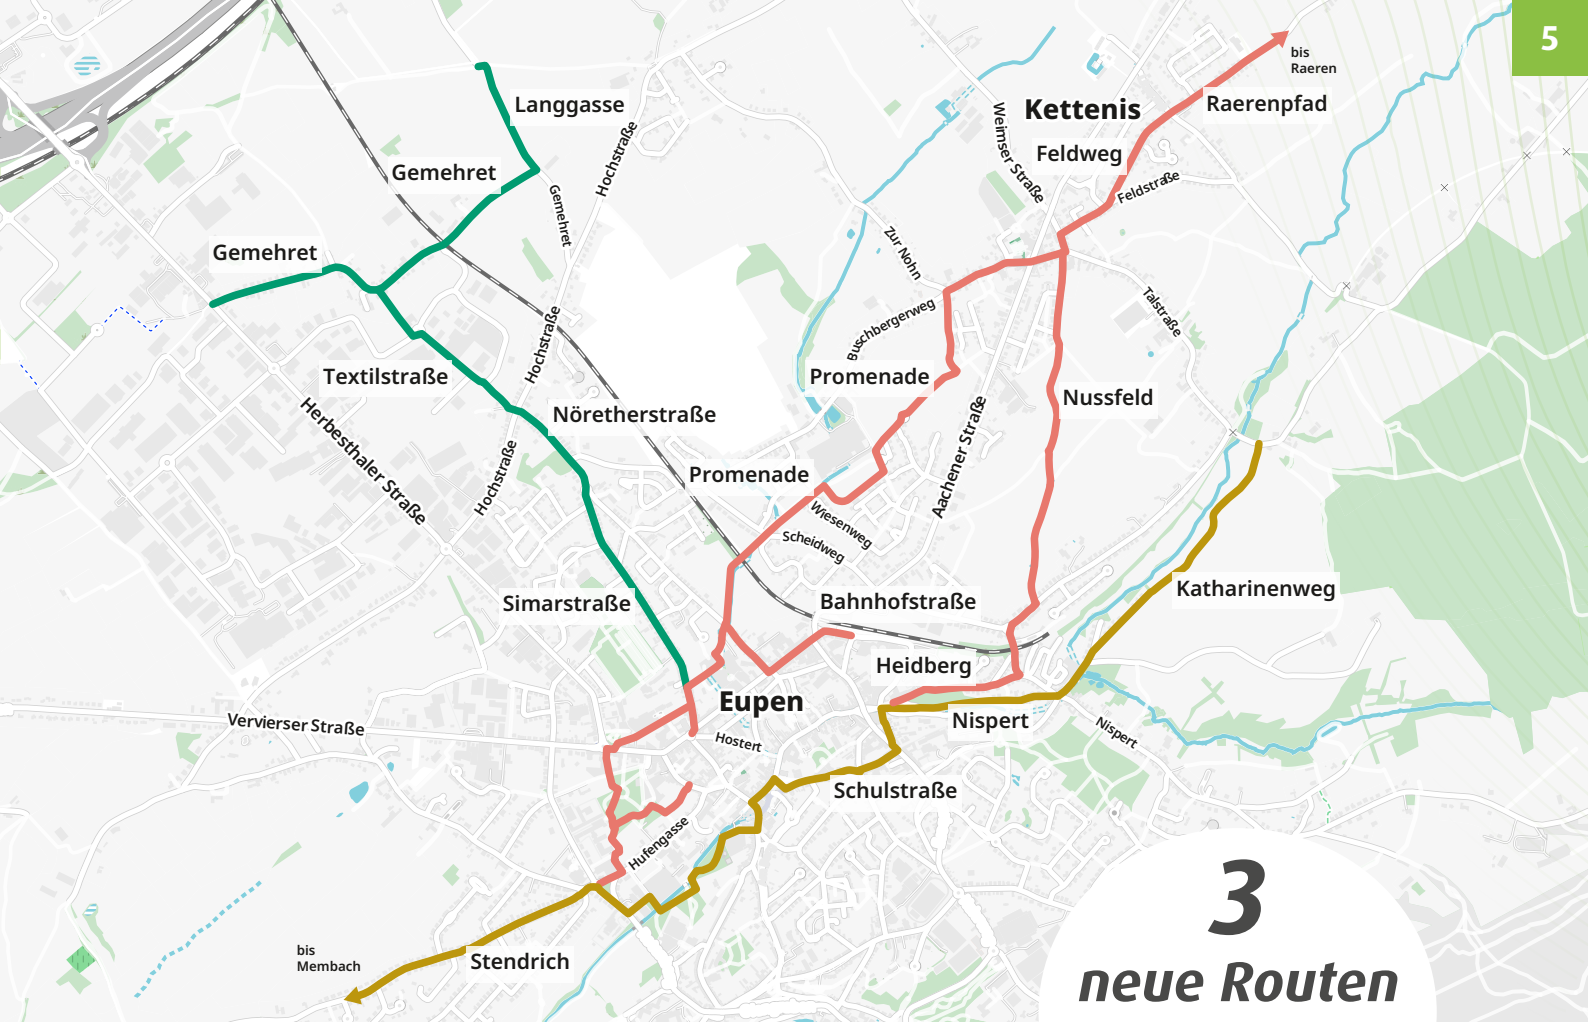 5
bis
Raeren
Raerenpfad
Kettenis
Feldweg
Weimser Straße
Feldstraße
Langgasse
Hochstraße
Gemehret
Gemehret
Gemehret
Zur Nohn
Talstraße
Buschbergerweg
Hochstraße
Textilstraße
Promenade
Nussfeld
Nöretherstraße
Herbesthaler Straße
Hochstraße
Aachener Straße
Promenade
Wiesenweg
Scheidweg
Katharinenweg
Simarstraße
Bahnhofstraße
Heidberg
Eupen
Nispert
Nispert
Vervierser Straße
Hostert
Schulstraße
Hufengasse
bis
Membach
Stendrich
3
neue Routen